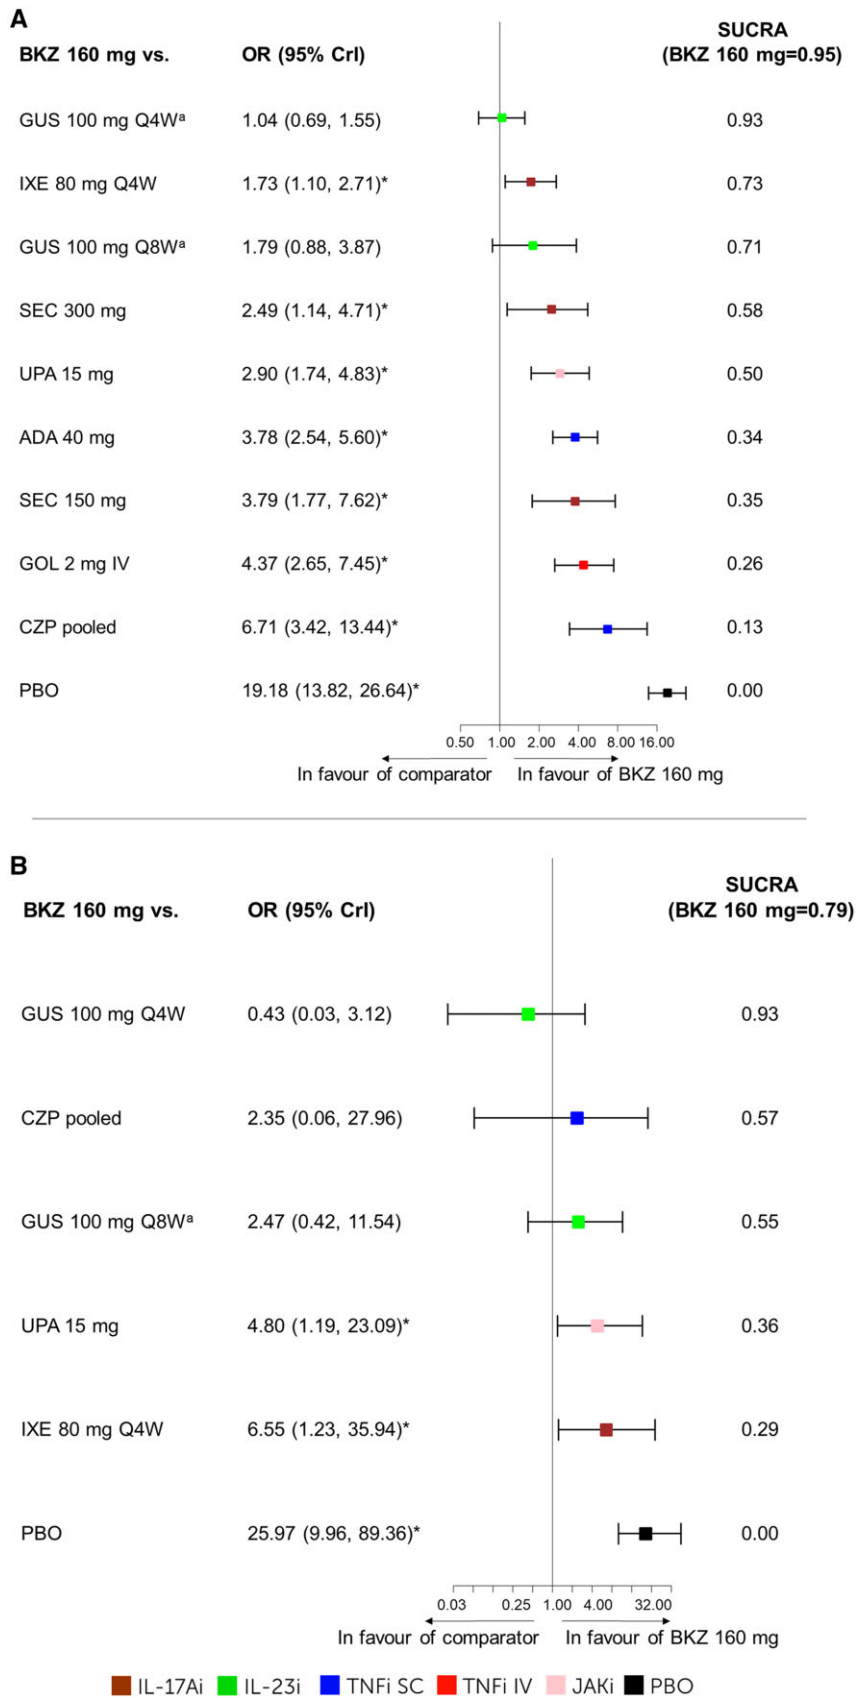 A
SUCRA
BKZ 160 mg vs. OR (95% CrI) (BKZ 160 mg=0.95)
GUS 100 mg Q4Wᵃ 1.04 (0.69, 1.55) 0.93
IXE 80 mg Q4W 1.73 (1.10, 2.71)* 0.73
GUS 100 mg Q8Wᵃ 1.79 (0.88, 3.87) 0.71
SEC 300 mg 2.49 (1.14, 4.71)* 0.58
UPA 15 mg 2.90 (1.74, 4.83)* 0.50
ADA 40 mg 3.78 (2.54, 5.60)* 0.34
SEC 150 mg 3.79 (1.77, 7.62)* 0.35
GOL 2 mg IV 4.37 (2.65, 7.45)* 0.26
CZP pooled 6.71 (3.42, 13.44)* 0.13
PBO 19.18 (13.82, 26.64)* 0.00
0.50 1.00 2.00 4.00 8.00 16.00
In favour of comparator In favour of BKZ 160 mg
B
SUCRA
BKZ 160 mg vs. OR (95% CrI) (BKZ 160 mg=0.79)
GUS 100 mg Q4W 0.43 (0.03, 3.12) 0.93
CZP pooled 2.35 (0.06, 27.96) 0.57
GUS 100 mg Q8Wᵃ 2.47 (0.42, 11.54) 0.55
UPA 15 mg 4.80 (1.19, 23.09)* 0.36
IXE 80 mg Q4W 6.55 (1.23, 35.94)* 0.29
PBO 25.97 (9.96, 89.36)* 0.00
0.03 0.25 1.00 4.00 32.00
In favour of comparator In favour of BKZ 160 mg
IL-17Ai IL-23i TNFi SC TNFi IV JAKi PBO